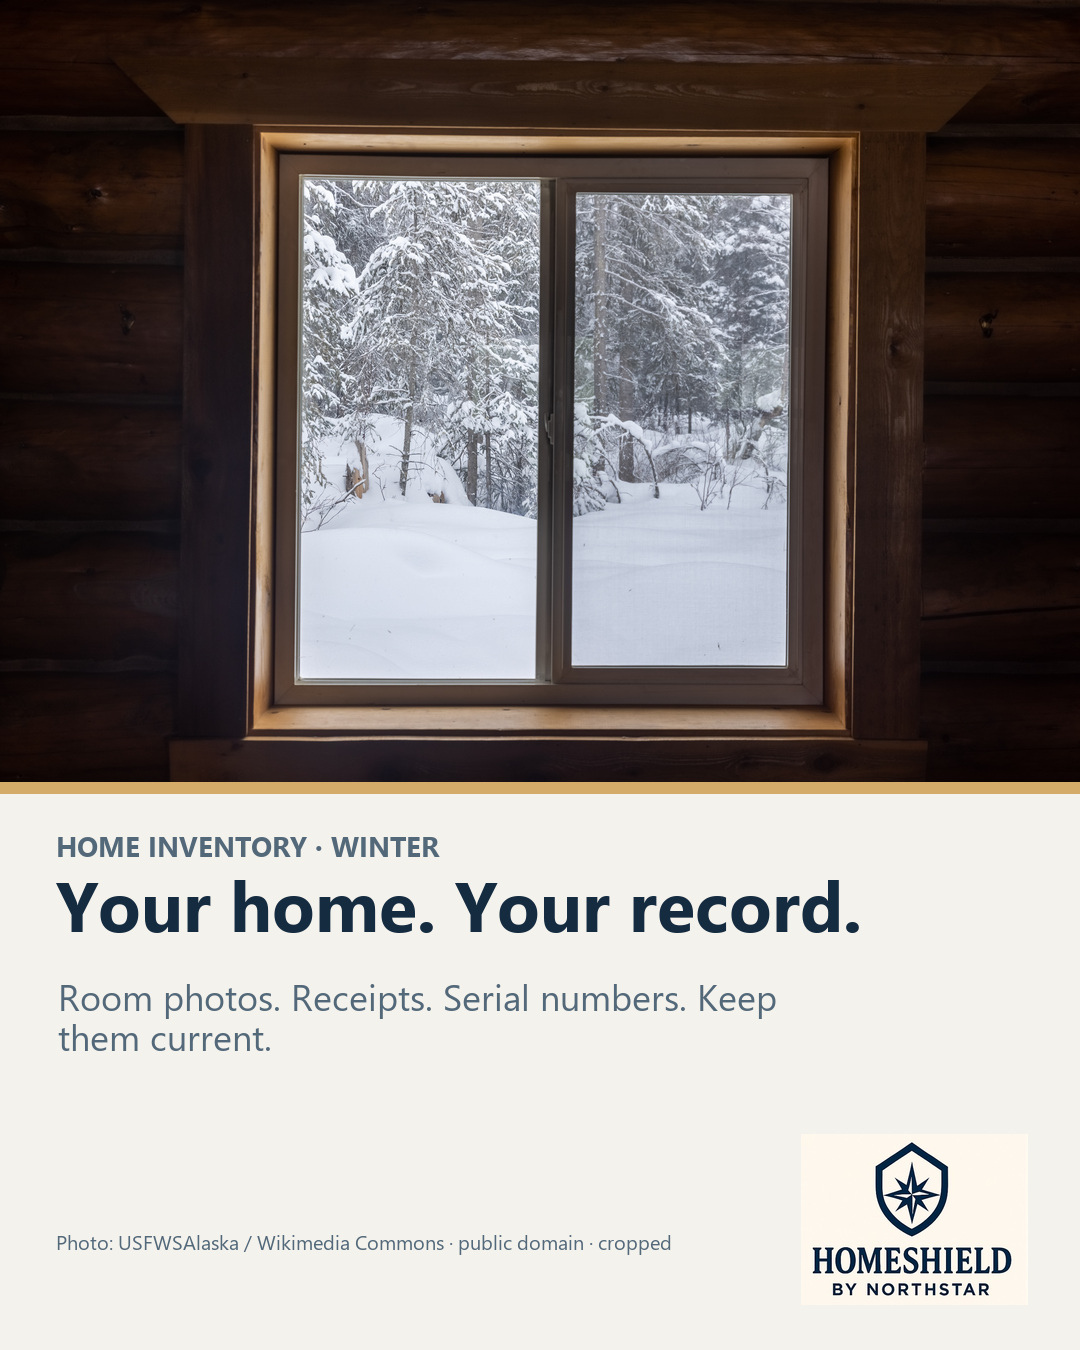 HOME INVENTORY · WINTER
Your home. Your record.
Room photos. Receipts. Serial numbers. Keep
them current.
Photo: USFWSAlaska / Wikimedia Commons · public domain · cropped
HOMESHIELD
BY NORTHSTAR